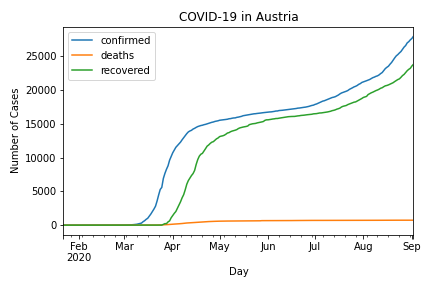 COVID-19 in Austria
confirmed
deaths
recovered
Number of Cases
25000
20000
15000
10000
5000
0
Feb Mar Apr May Jun Jul Aug Sep
2020
Day